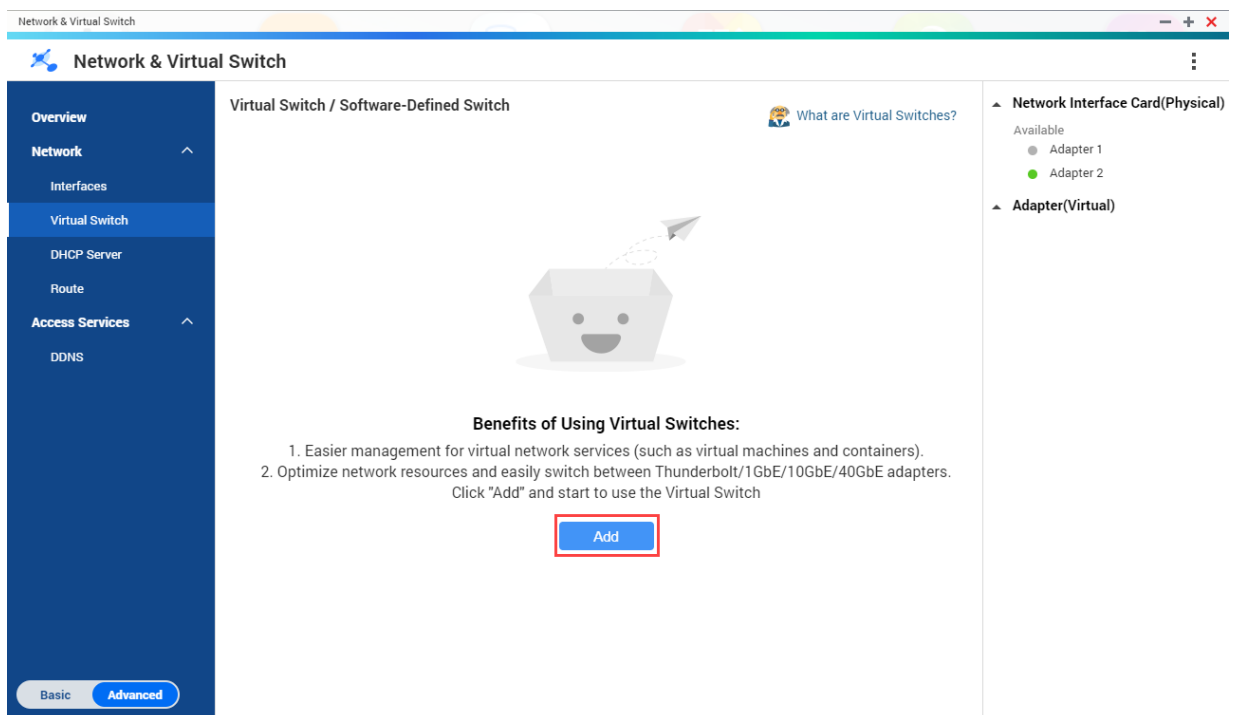 Network & Virtual Switch
Network & Virtual Switch
Overview
Network
Interfaces
Virtual Switch
DHCP Server
Route
Access Services
DDNS
Basic
Advanced
Virtual Switch / Software-Defined Switch
What are Virtual Switches?
Benefits of Using Virtual Switches:
1. Easier management for virtual network services (such as virtual machines and containers).
2. Optimize network resources and easily switch between Thunderbolt/1GbE/10GbE/40GbE adapters.
Click "Add" and start to use the Virtual Switch
Add
Network Interface Card(Physical)
Available
Adapter 1
Adapter 2
Adapter(Virtual)